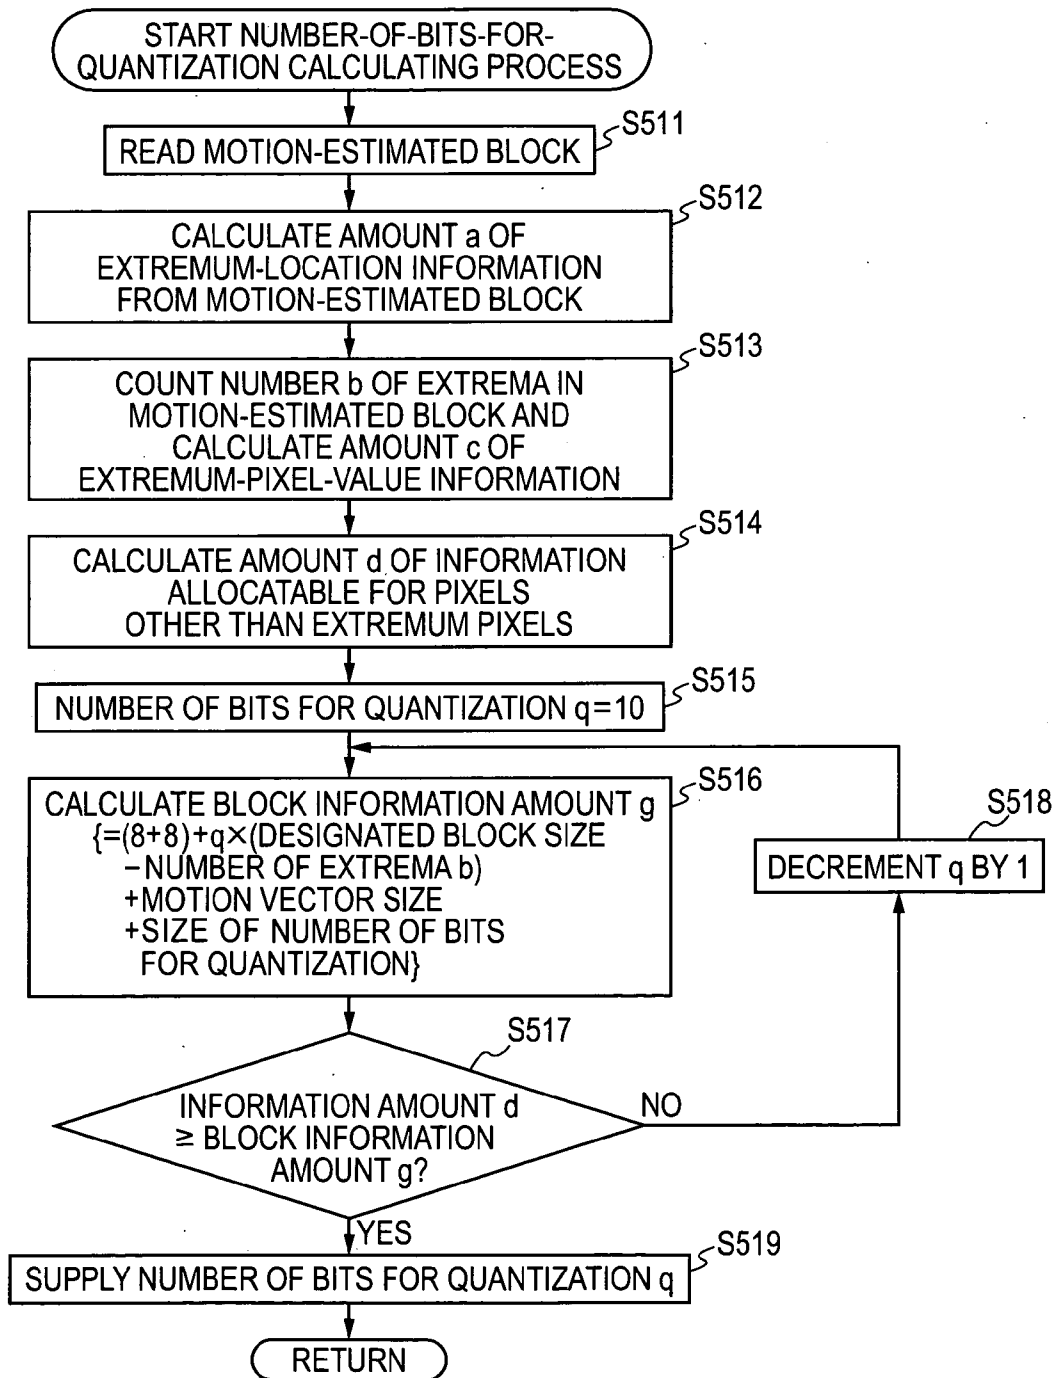 START NUMBER-OF-BITS-FOR-
QUANTIZATION CALCULATING PROCESS
S511
READ MOTION-ESTIMATED BLOCK
S512
CALCULATE AMOUNT a OF
EXTREMUM-LOCATION INFORMATION
FROM MOTION-ESTIMATED BLOCK
S513
COUNT NUMBER b OF EXTREMA IN
MOTION-ESTIMATED BLOCK AND
CALCULATE AMOUNT c OF
EXTREMUM-PIXEL-VALUE INFORMATION
S514
CALCULATE AMOUNT d OF INFORMATION
ALLOCATABLE FOR PIXELS
OTHER THAN EXTREMUM PIXELS
S515
NUMBER OF BITS FOR QUANTIZATION q=10
S516
CALCULATE BLOCK INFORMATION AMOUNT g
{=(8+8)+q×(DESIGNATED BLOCK SIZE
−NUMBER OF EXTREMA b)
+MOTION VECTOR SIZE
+SIZE OF NUMBER OF BITS
FOR QUANTIZATION}
S518
DECREMENT q BY 1
S517
INFORMATION AMOUNT d
≥ BLOCK INFORMATION
AMOUNT g?
NO
YES
S519
SUPPLY NUMBER OF BITS FOR QUANTIZATION q
RETURN